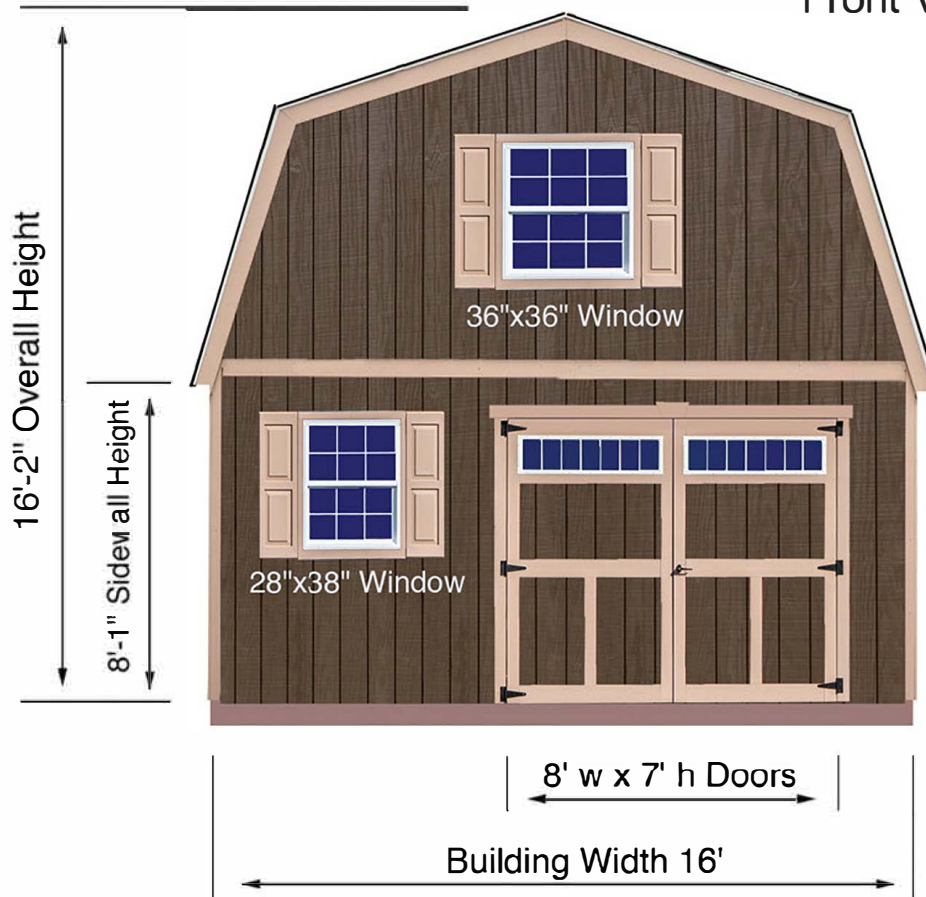 16'-2" Overall Height
8'-1" Sidewall Height
36"x36" Window
28"x38" Window
8' w x 7' h Doors
Building Width 16'